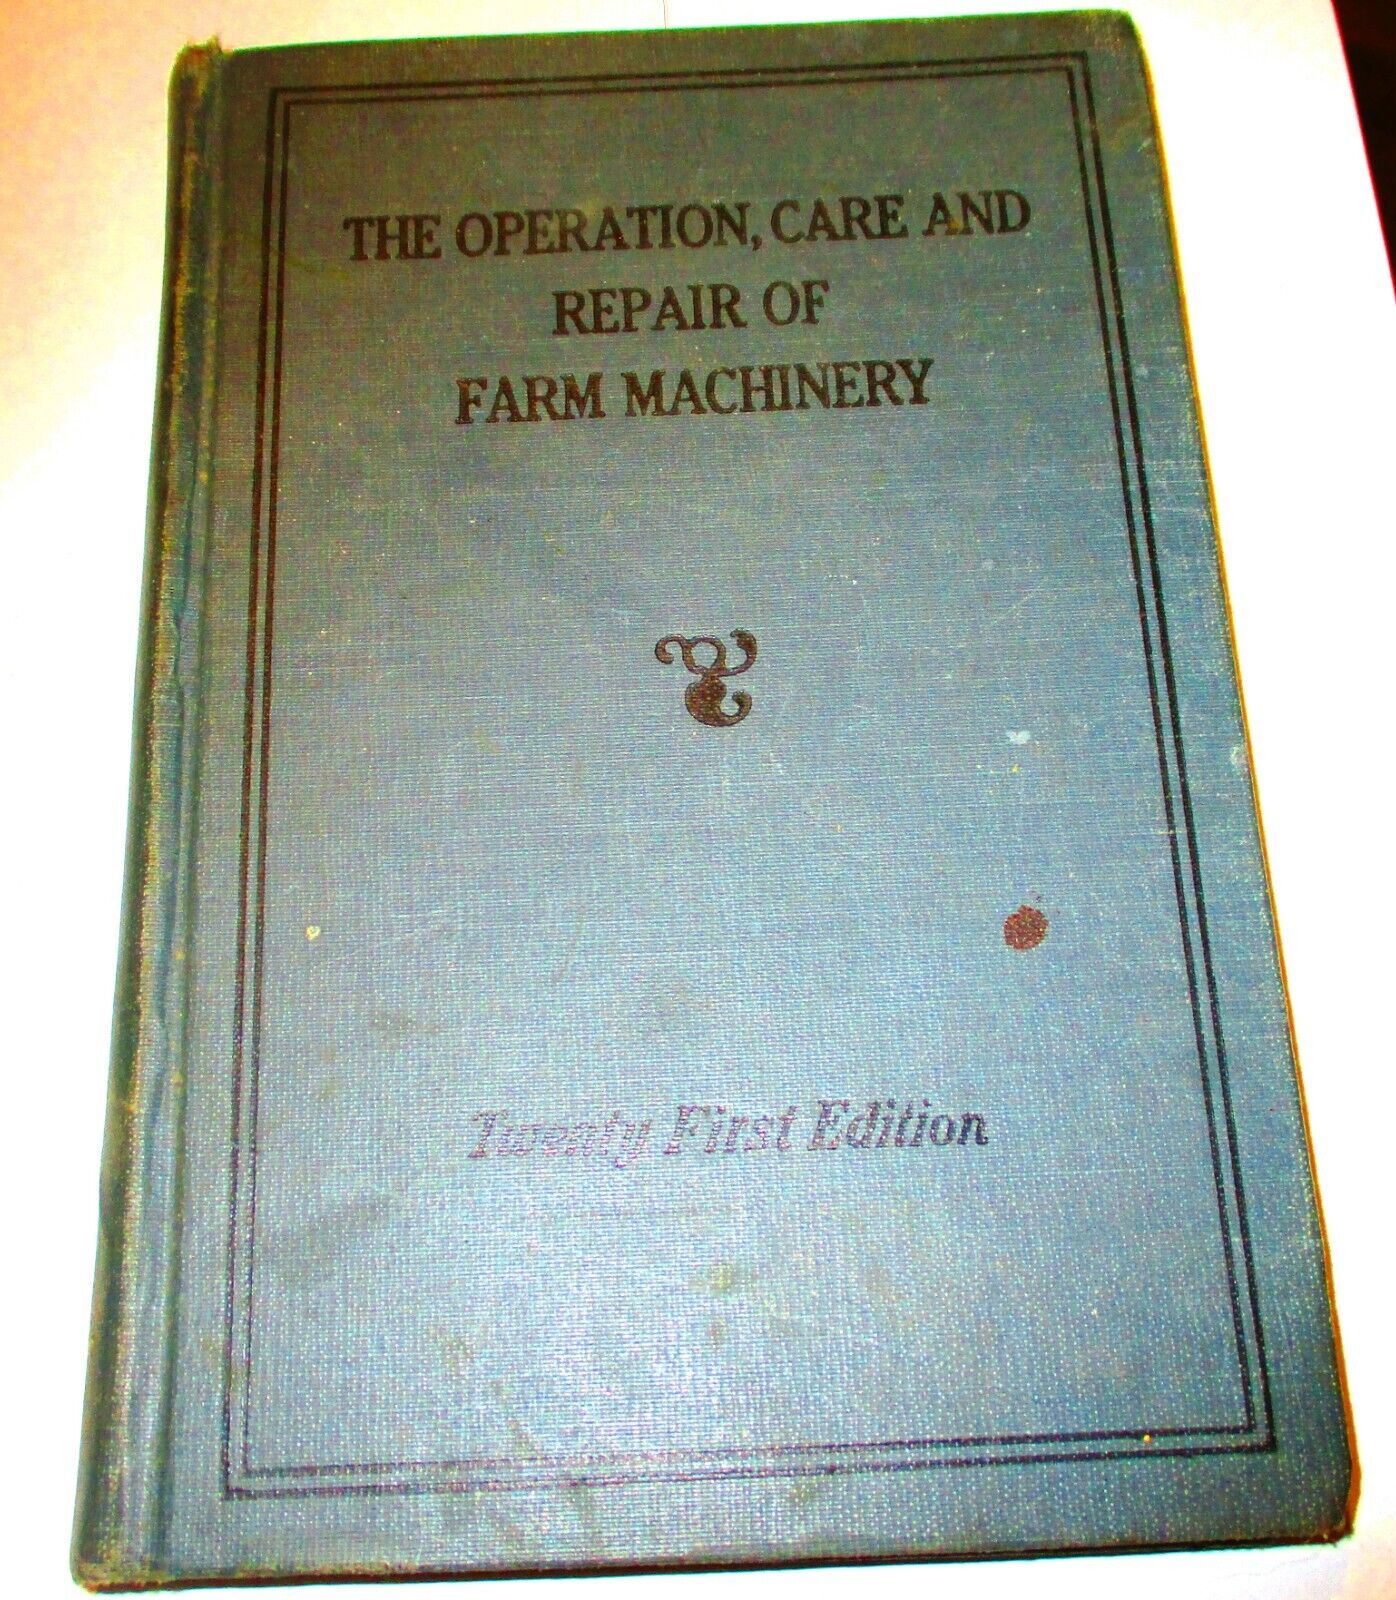 THE OPERATION, CARE AND
REPAIR OF
FARM MACHINERY
Twenty First Edition